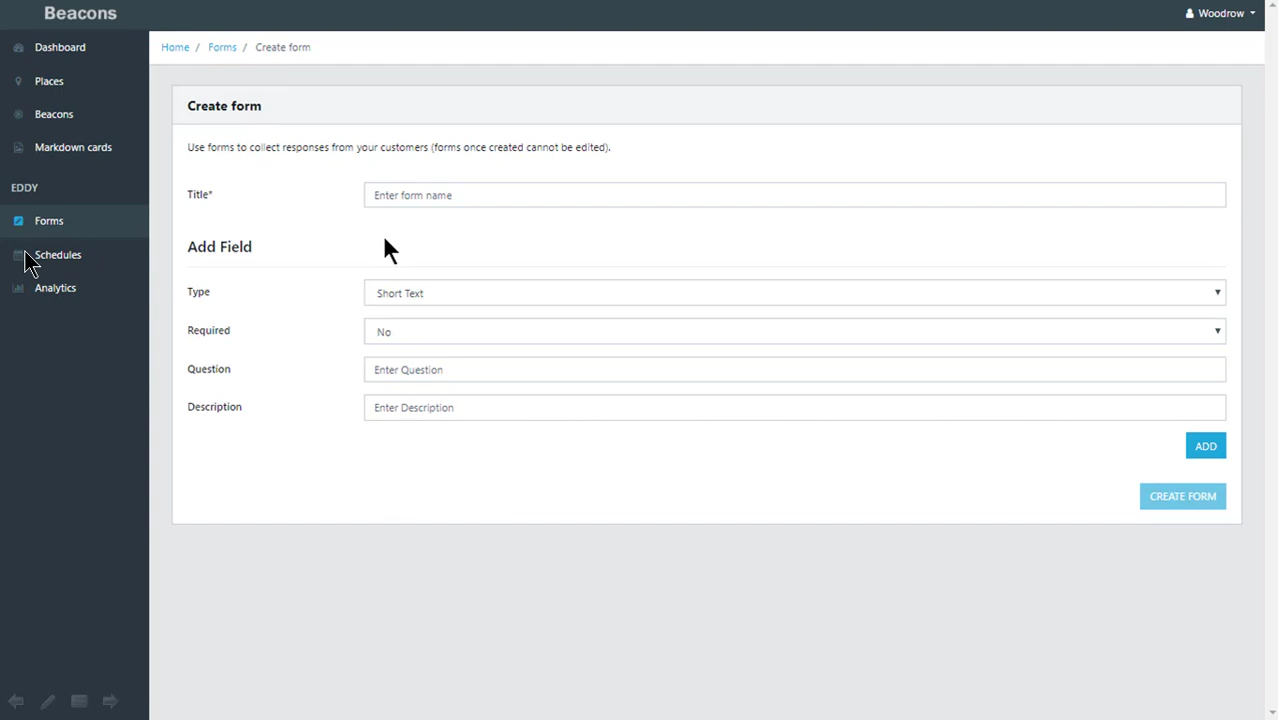 Beacons
Woodrow
Dashboard
Places
Beacons
Markdown cards
EDDY
Forms
Schedules
Analytics
Home / Forms / Create form
Create form
Use forms to collect responses from your customers (forms once created cannot be edited).
Title*
Enter form name
Add Field
Type
Short Text
Required
No
Question
Enter Question
Description
Enter Description
ADD
CREATE FORM